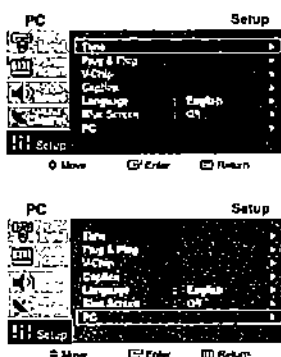 PC Setup
Time
Plug & Play
V-Chip
Caption
Language : English
Blue Screen : Off
PC
Setup
Move Enter Return
PC Setup
Time
Plug & Play
V-Chip
Caption
Language : English
Blue Screen : Off
PC
Setup
Move Enter Return